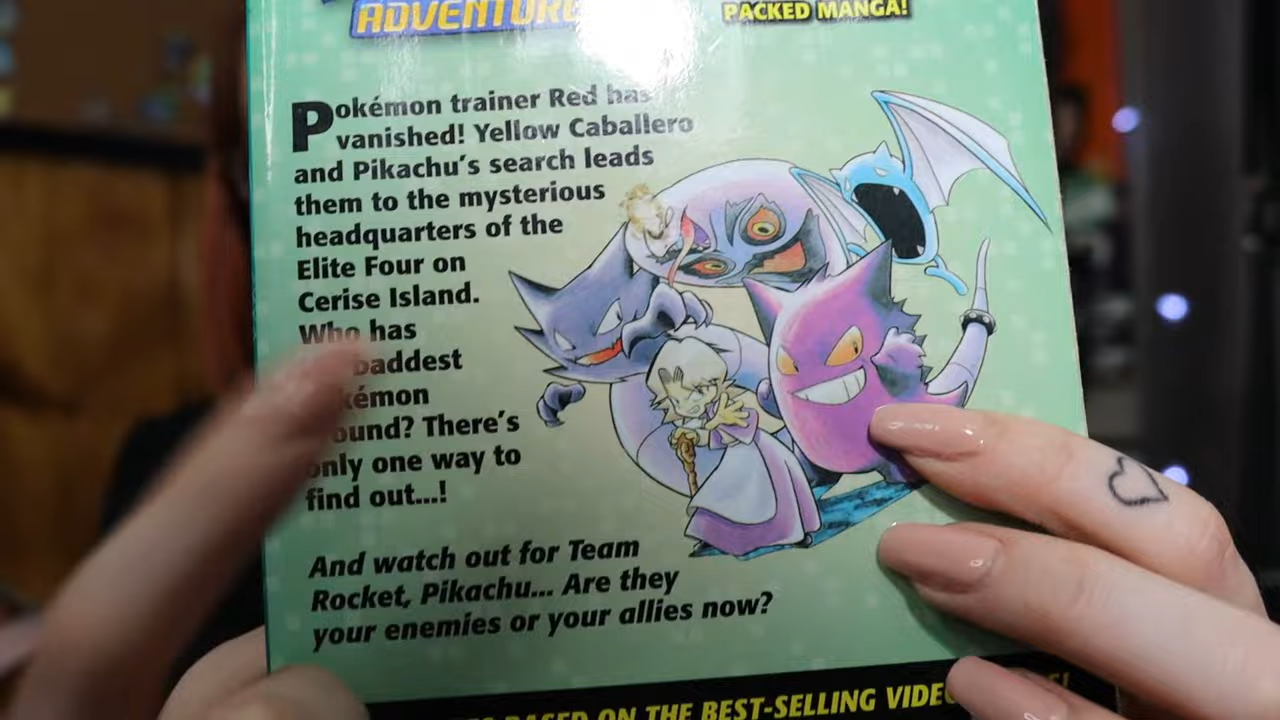 ADVENTURE
PACKED MANGA!
Pokémon trainer Red has
vanished! Yellow Caballero
and Pikachu's search leads
them to the mysterious
headquarters of the
Elite Four on
Cerise Island.
Who has
baddest
kémon
ound? There's
only one way to
find out...!
And watch out for Team
Rocket, Pikachu... Are they
your enemies or your allies now?
BASED ON THE BEST-SELLING VIDEO